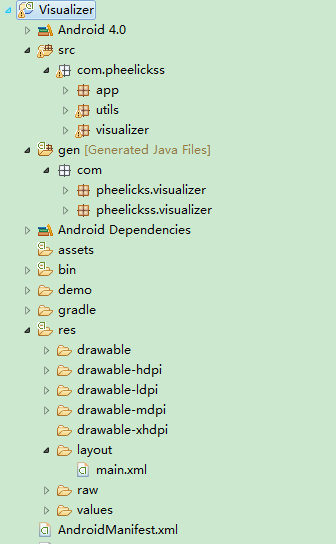 Visualizer
Android 4.0
src
com.pheelickss
app
utils
visualizer
gen [Generated Java Files]
com
pheelicks.visualizer
pheelickss.visualizer
Android Dependencies
assets
bin
demo
gradle
res
drawable
drawable-hdpi
drawable-ldpi
drawable-mdpi
drawable-xhdpi
layout
main.xml
raw
values
AndroidManifest.xml